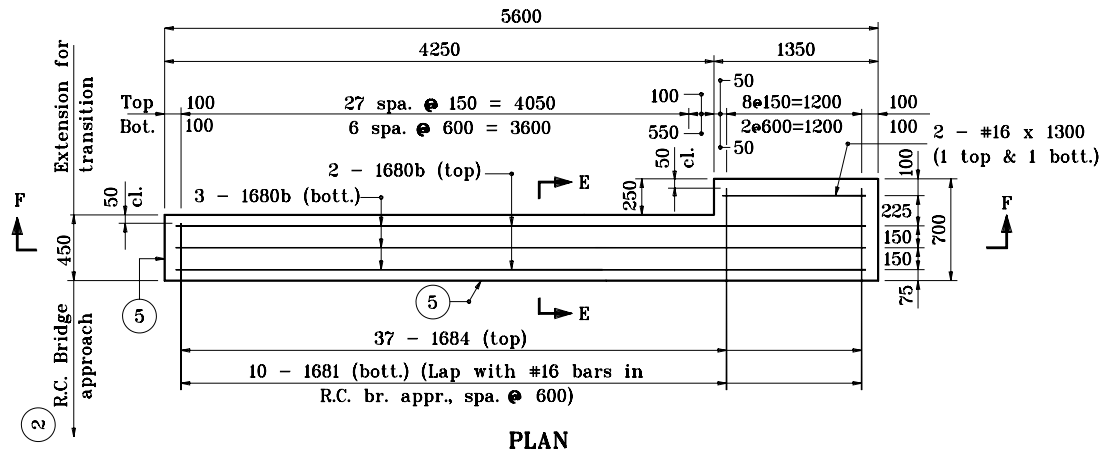 5600
4250
1350
Extension for
transition
Top
100
27 spa. @ 150 = 4050
100
50
8@150=1200
100
Bot.
100
6 spa. @ 600 = 3600
550
2@600=1200
100
50
2 - #16 x 1300
(1 top & 1 bott.)
50
cl.
2 - 1680b (top)
3 - 1680b (bott.)
50
cl.
E
250
100
F
F
450
225
150
150
75
700
5
5
E
R.C. Bridge
approach
37 - 1684 (top)
10 - 1681 (bott.) (Lap with #16 bars in
R.C. br. appr., spa. @ 600)
2
PLAN